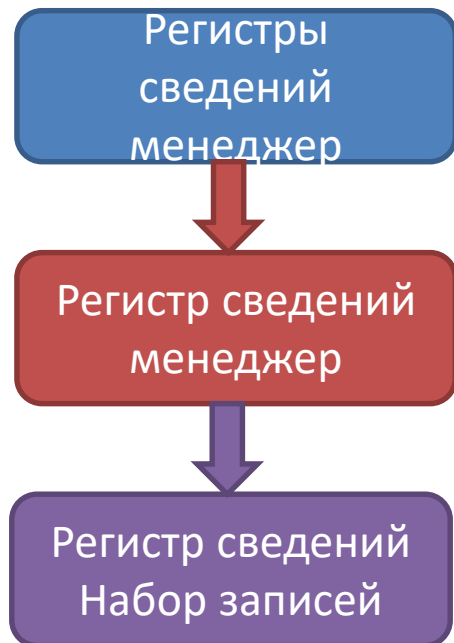 Регистры
сведений
менеджер
Регистр сведений
менеджер
Регистр сведений
Набор записей